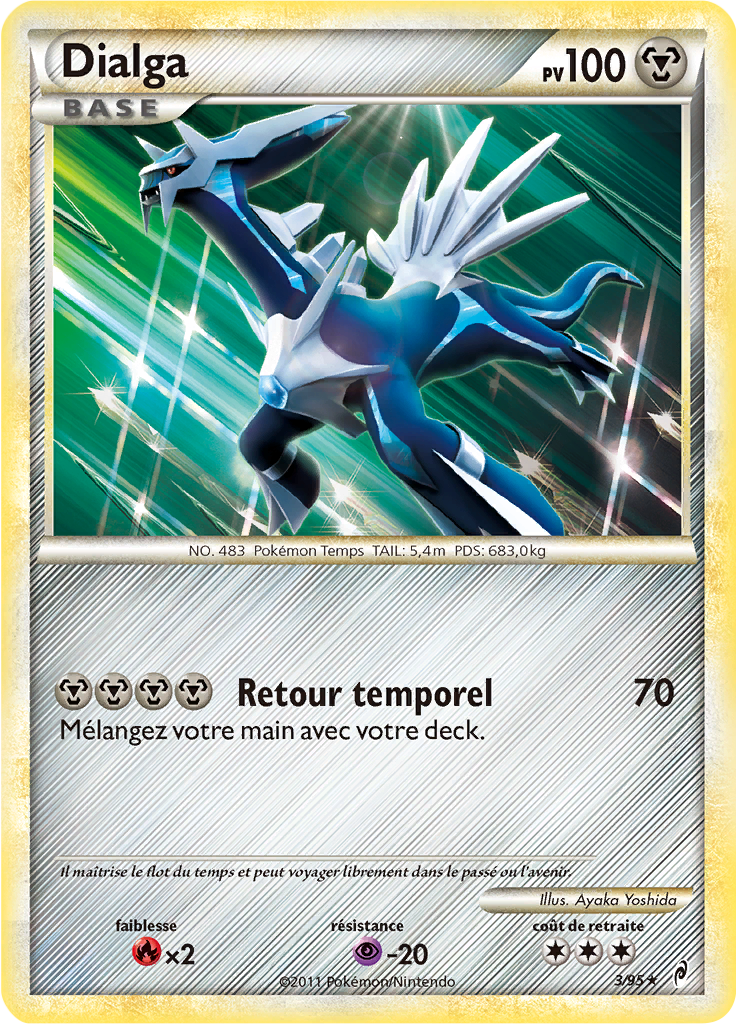 Dialga
PV100
BASE
NO. 483 Pokémon Temps TAIL: 5,4m PDS: 683,0kg
Retour temporel 70
Mélangez votre main avec votre deck.
Il maîtrise le flot du temps et peut voyager librement dans le passé ou l'avenir.
Illus. Ayaka Yoshida
faiblesse résistance coût de retraite
×2 -20
©2011 Pokémon/Nintendo 3/95★